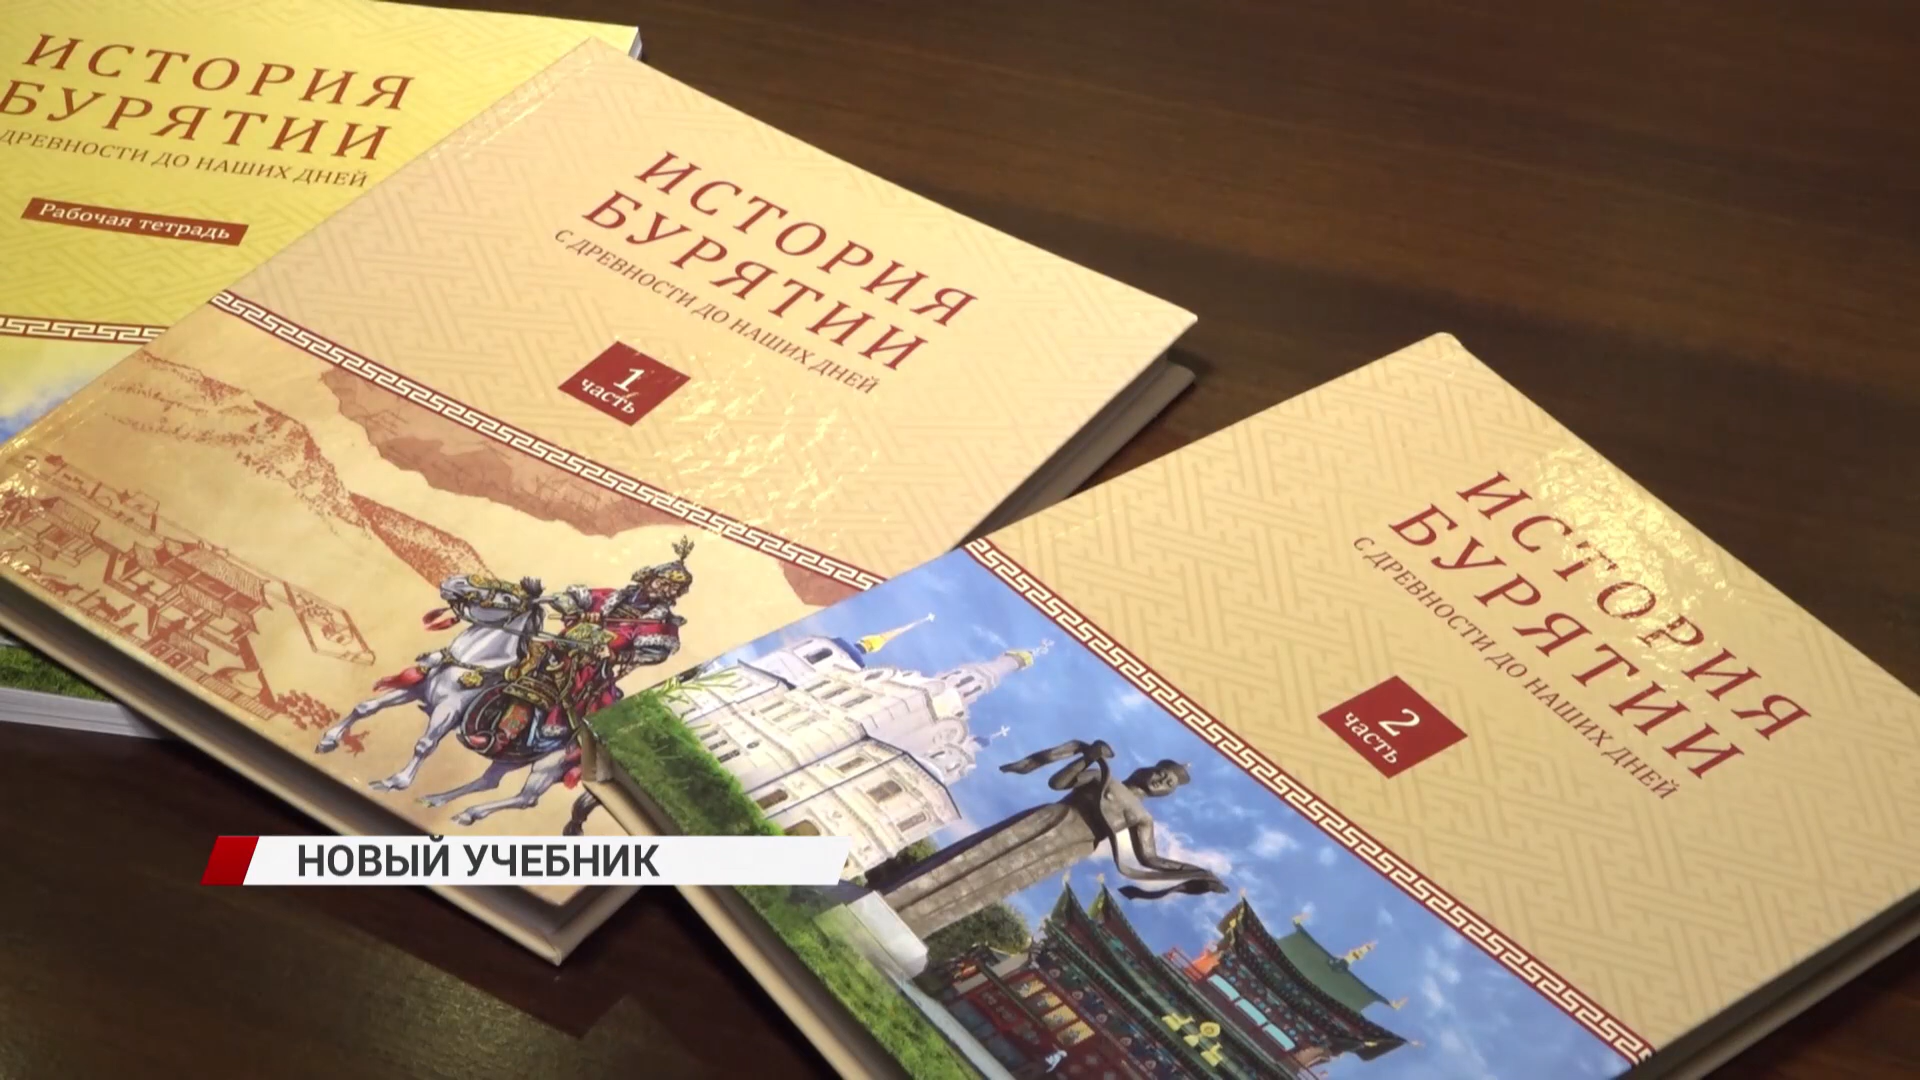 ИСТОРИЯ
БУРЯТИИ
ДРЕВНОСТИ ДО НАШИХ ДНЕЙ
Рабочая тетрадь
ИСТОРИЯ
БУРЯТИИ
С ДРЕВНОСТИ ДО НАШИХ ДНЕЙ
1
часть
ИСТОРИЯ
БУРЯТИИ
С ДРЕВНОСТИ ДО НАШИХ ДНЕЙ
2
часть
НОВЫЙ УЧЕБНИК